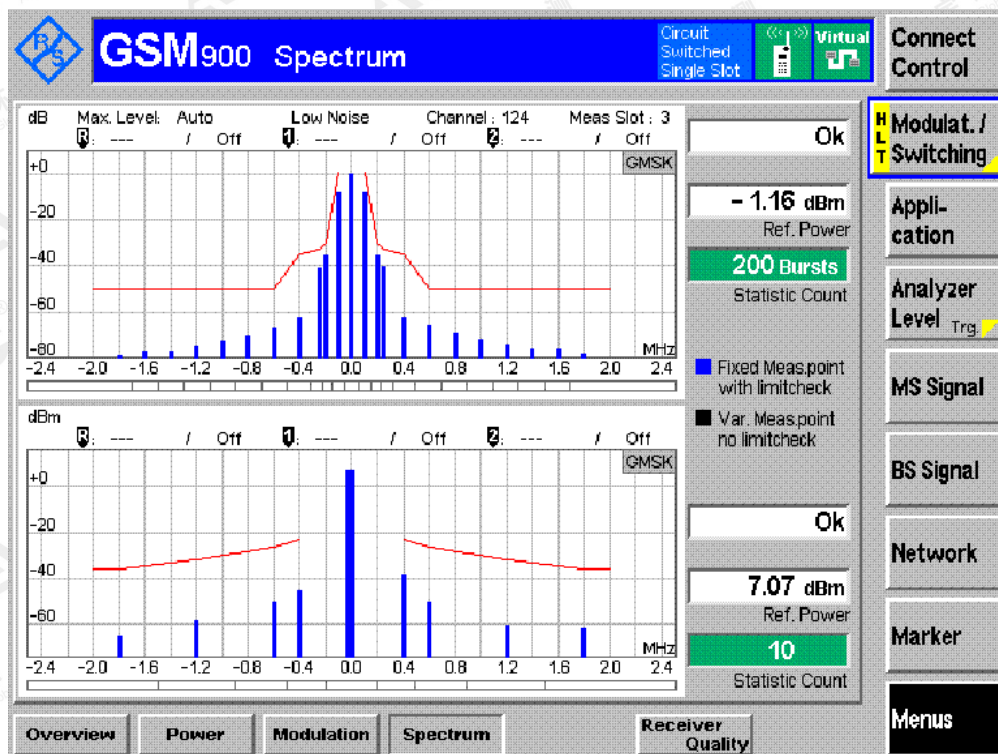 R/S
GSM900 Spectrum
Circuit Switched Single Slot
Virtual
Connect Control
dB Max. Level: Auto Low Noise Channel : 124 Meas Slot : 3
R: --- / Off 1: --- / Off 2: --- / Off
GMSK
+0
-20
-40
-60
-80
MHz
-2.4 -2.0 -1.6 -1.2 -0.8 -0.4 0.0 0.4 0.8 1.2 1.6 2.0 2.4
Ok
- 1.16 dBm
Ref. Power
200 Bursts
Statistic Count
Fixed Meas.point
with limitcheck
Var. Meas.point
no limitcheck
dBm
R: --- / Off 1: --- / Off 2: --- / Off
GMSK
+0
-20
-40
-60
MHz
-2.4 -2.0 -1.6 -1.2 -0.8 -0.4 0.0 0.4 0.8 1.2 1.6 2.0 2.4
Ok
7.07 dBm
Ref. Power
10
Statistic Count
HLT
Modulat. /
Switching
Appli-
cation
Analyzer
Level Trg.
MS Signal
BS Signal
Network
Marker
Menus
Overview
Power
Modulation
Spectrum
Receiver
Quality